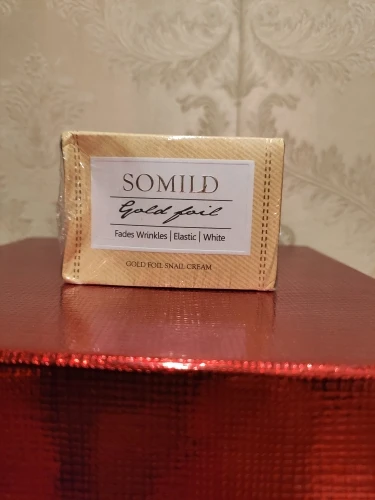 SOMILD
Gold foil
Fades Wrinkles | Elastic | White
GOLD FOIL SNAIL CREAM